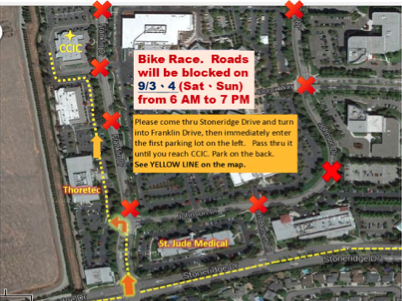 CCIC
Bike Race. Roads
will be blocked on
9/3、4 (Sat、Sun)
from 6 AM to 7 PM
Please come thru Stoneridge Drive and turn
into Franklin Drive, then immediately enter
the first parking lot on the left. Pass thru it
until you reach CCIC. Park on the back.
See YELLOW LINE on the map.
Thoretec
St. Jude Medical
Stoneridge
Stoneridge D